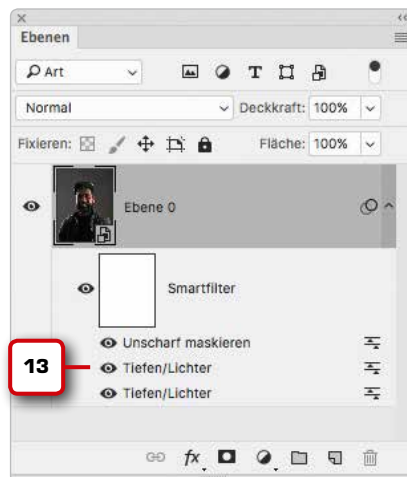 Ebenen
Art T
Normal Deckkraft: 100%
Fixieren: Fläche: 100%
Ebene 0
Smartfilter
Unscharf maskieren
13 Tiefen/Lichter
Tiefen/Lichter
fx